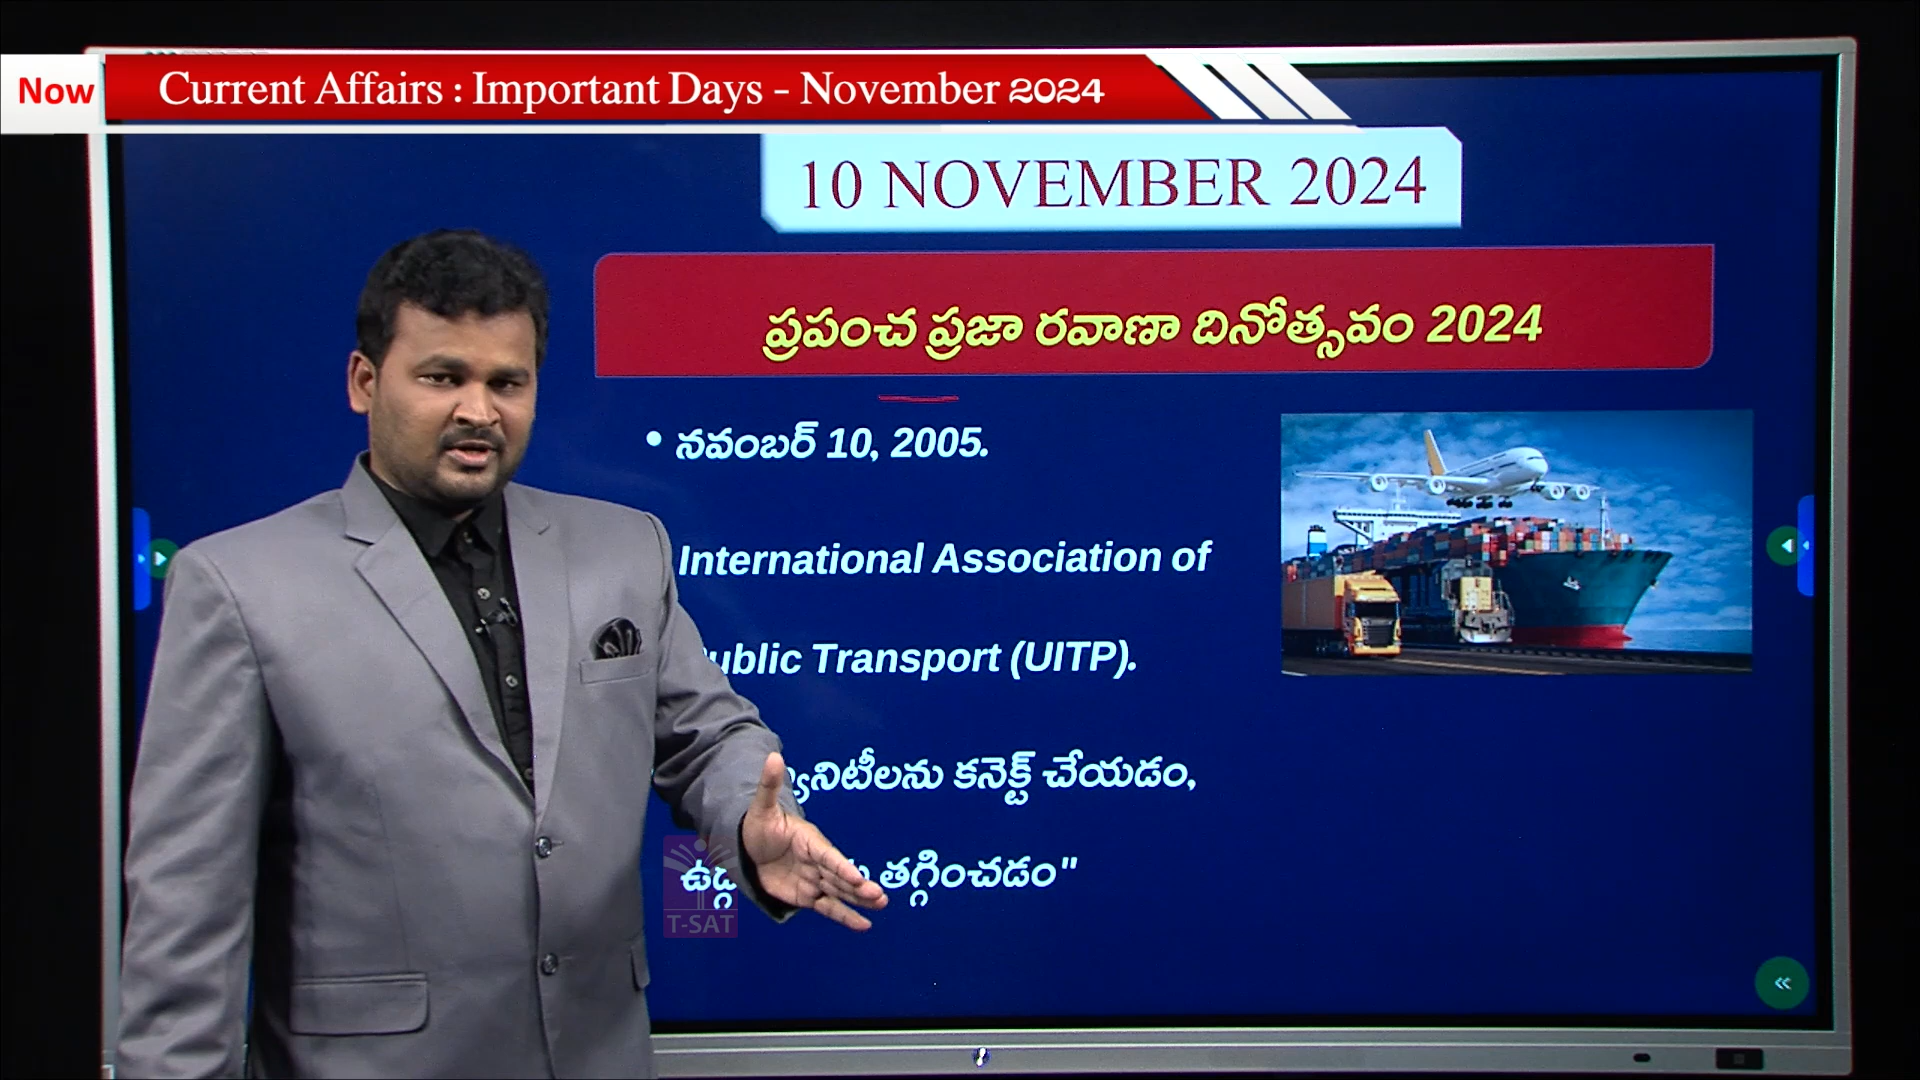 Now
Current Affairs : Important Days - November 2024
10 NOVEMBER 2024
ప్రపంచ ప్రజా రవాణా దినోత్సవం 2024
• నవంబర్ 10, 2005.
International Association of
Transport (UITP).
కనెక్ట్ చేయడం,
తగ్గించడం"
T-SAT